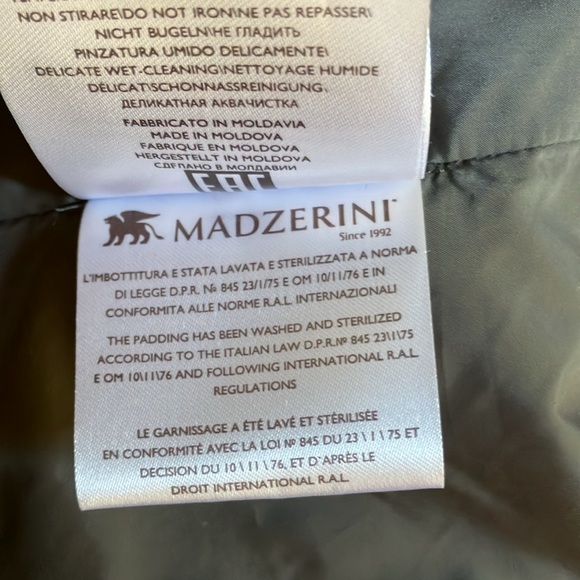 NON STIRARE\DO NOT IRON\NE PAS REPASSER\
NICHT BUGELN\НЕ ГЛАДИТЬ
PINZATURA UMIDO DELICAMENTE\
DELICATE WET-CLEANING\NETTOYAGE HUMIDE
DÉLICAT\SCHONNASSREINIGUNG\
ДЕЛИКАТНАЯ АКВАЧИСТКА
FABBRICATO IN MOLDAVIA
MADE IN MOLDOVA
FABRIQUE EN MOLDOVA
HERGESTELLT IN MOLDOVA
СДЕЛАНО В МОЛДАВИИ
EAC
MADZERINI
Since 1992
L'IMBOTTITURA E STATA LAVATA E STERILIZZATA A NORMA
DI LEGGE D.P.R. № 845 23/1/75 E OM 10/11/76 E IN
CONFORMITA ALLE NORME R.A.L. INTERNAZIONALI
THE PADDING HAS BEEN WASHED AND STERILIZED
ACCORDING TO THE ITALIAN LAW D.P.R.№ 845 23\1\75
E OM 10\11\76 AND FOLLOWING INTERNATIONAL R.A.L.
REGULATIONS
LE GARNISSAGE A ÉTÉ LAVÉ ET STÉRILISÉE
EN CONFORMITÉ AVEC LA LOI № 845 DU 23 \ 1 \ 75 ET
DECISION DU 10 \ 11 \ 76, ET D`APRÈS LE
DROIT INTERNATIONAL R.A.L.